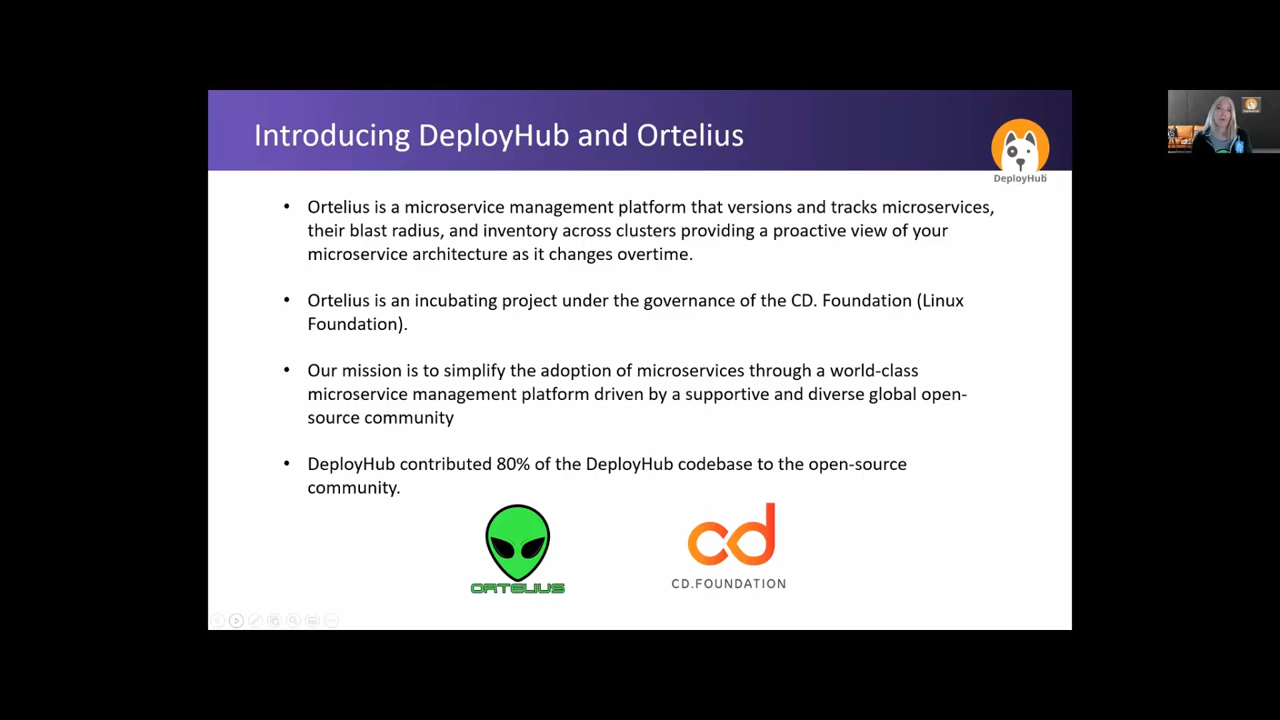 Introducing DeployHub and Ortelius
DeployHub
• Ortelius is a microservice management platform that versions and tracks microservices,
their blast radius, and inventory across clusters providing a proactive view of your
microservice architecture as it changes overtime.
• Ortelius is an incubating project under the governance of the CD. Foundation (Linux
Foundation).
• Our mission is to simplify the adoption of microservices through a world-class
microservice management platform driven by a supportive and diverse global open-
source community
• DeployHub contributed 80% of the DeployHub codebase to the open-source
community.
cd
ORTELIUS
CD.FOUNDATION